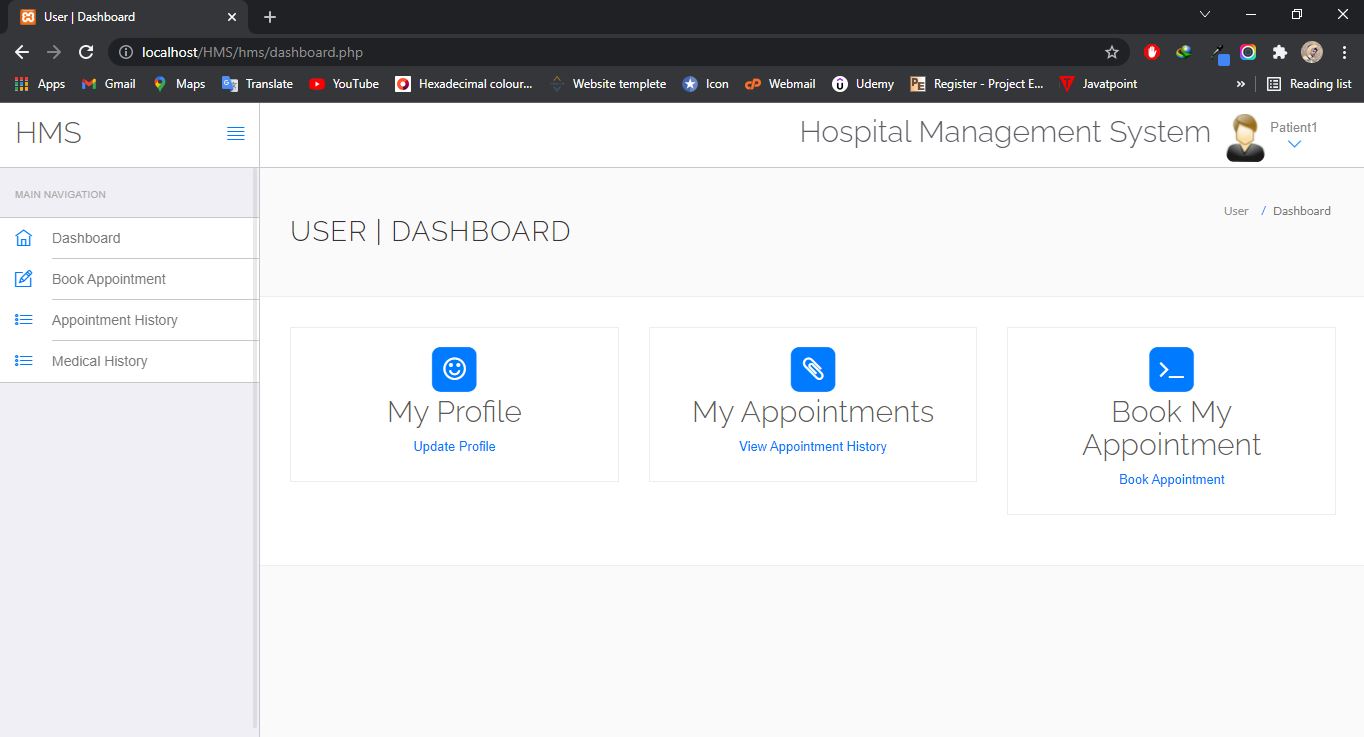 User | Dashboard
localhost/HMS/hms/dashboard.php
Apps Gmail Maps Translate YouTube Hexadecimal colour... Website templete Icon Webmail Udemy Register - Project E... Javatpoint » Reading list
HMS
Hospital Management System
Patient1
MAIN NAVIGATION
Dashboard
Book Appointment
Appointment History
Medical History
USER | DASHBOARD
User / Dashboard
My Profile
Update Profile
My Appointments
View Appointment History
Book My
Appointment
Book Appointment